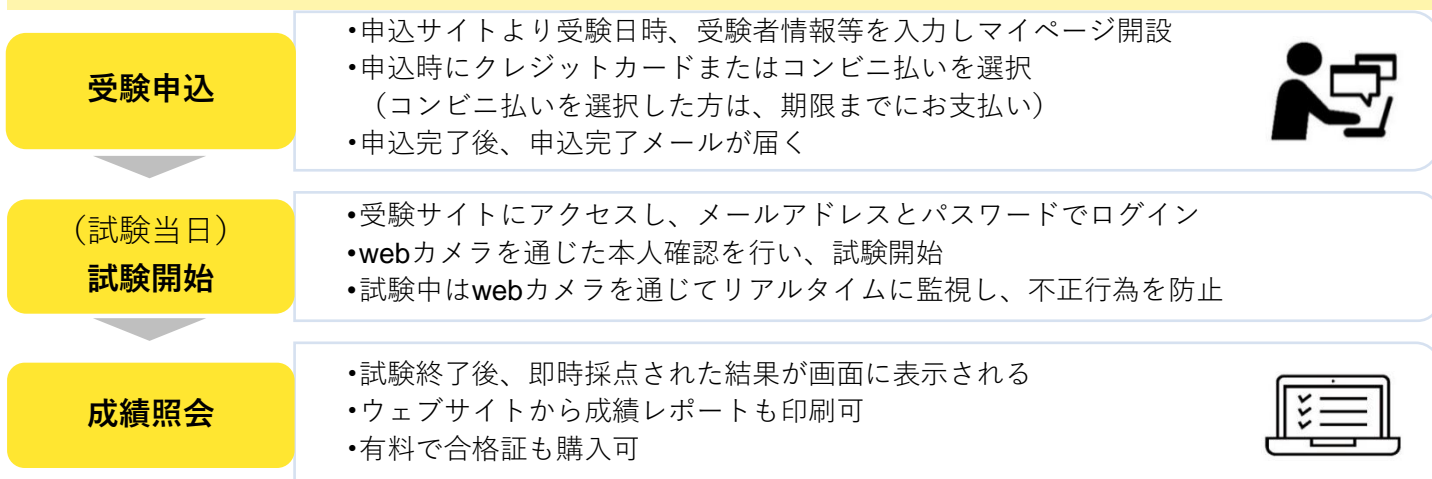 受験申込
•申込サイトより受験日時、受験者情報等を入力しマイページ開設
•申込時にクレジットカードまたはコンビニ払いを選択
（コンビニ払いを選択した方は、期限までにお支払い）
•申込完了後、申込完了メールが届く
（試験当日）
試験開始
•受験サイトにアクセスし、メールアドレスとパスワードでログイン
•webカメラを通じた本人確認を行い、試験開始
•試験中はwebカメラを通じてリアルタイムに監視し、不正行為を防止
成績照会
•試験終了後、即時採点された結果が画面に表示される
•ウェブサイトから成績レポートも印刷可
•有料で合格証も購入可